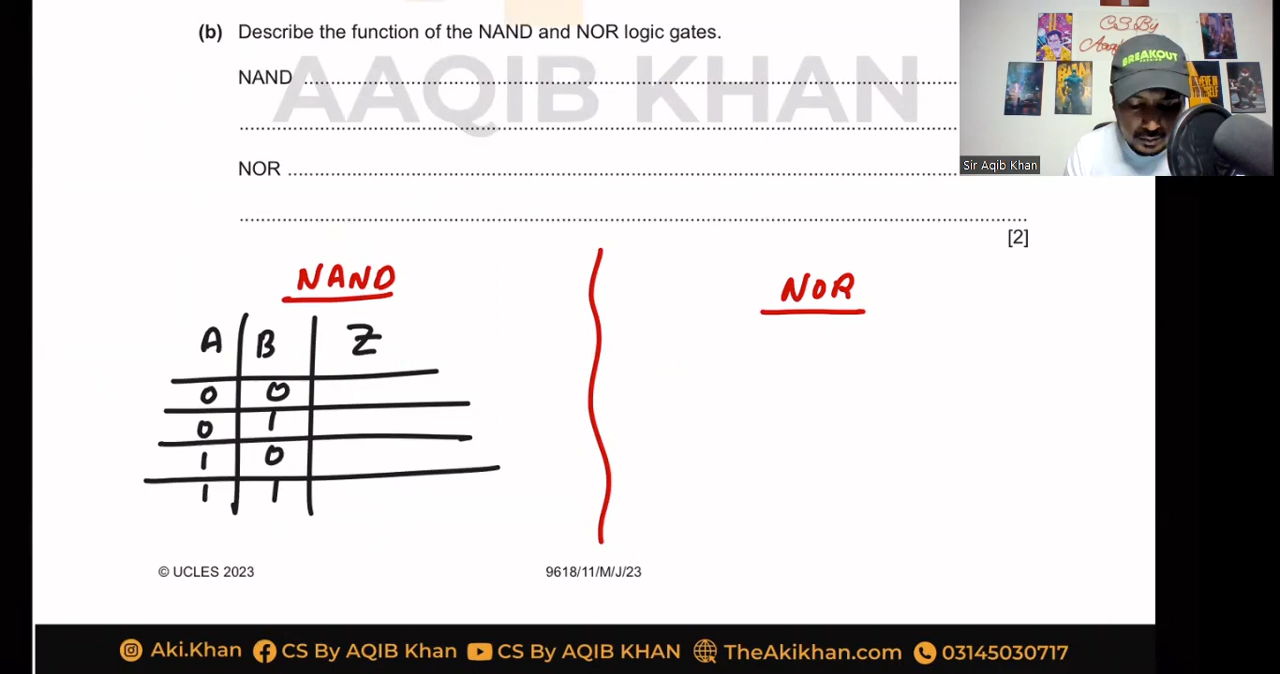 (b) Describe the function of the NAND and NOR logic gates.
AAQIB KHAN
NAND ..........
..........
NOR ..........
..........
[2]
CS By
BREAKOUT
Sir Aqib Khan
NAND
A B Z
0 0
0 1
1 0
1 1
NOR
© UCLES 2023 9618/11/M/J/23
Aki.Khan CS By AQIB Khan CS By AQIB KHAN TheAkikhan.com 03145030717